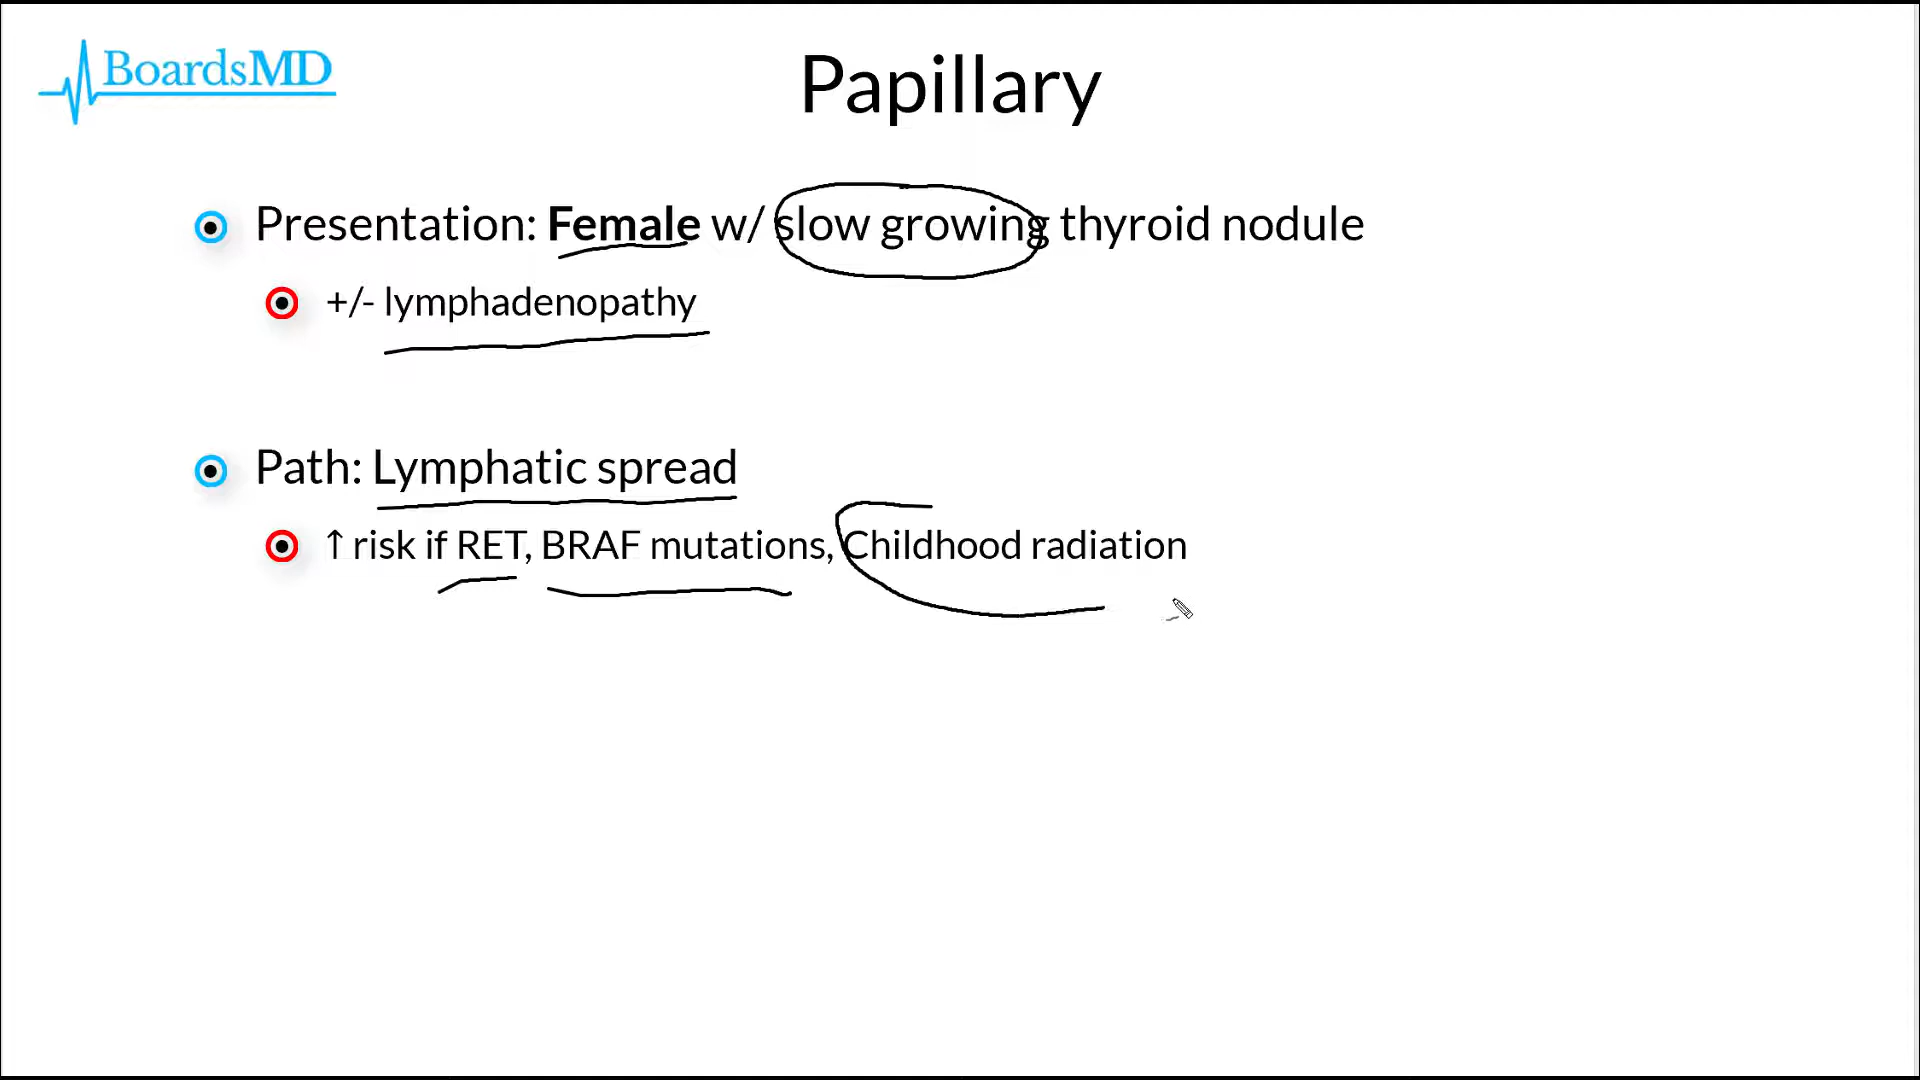 BoardsMD
Papillary
Presentation: Female w/ slow growing thyroid nodule
+/- lymphadenopathy
Path: Lymphatic spread
↑ risk if RET, BRAF mutations, Childhood radiation